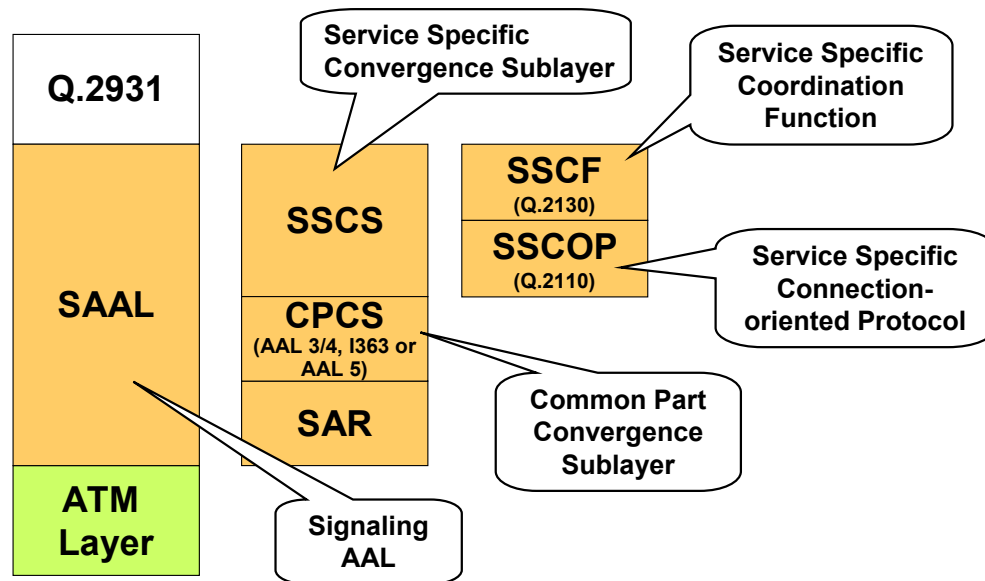 Q.2931
SAAL
ATM
Layer
Service Specific
Convergence Sublayer
SSCS
CPCS
(AAL 3/4, I363 or
AAL 5)
SAR
Signaling
AAL
SSCF
(Q.2130)
SSCOP
(Q.2110)
Service Specific
Coordination
Function
Service Specific
Connection-
oriented Protocol
Common Part
Convergence
Sublayer